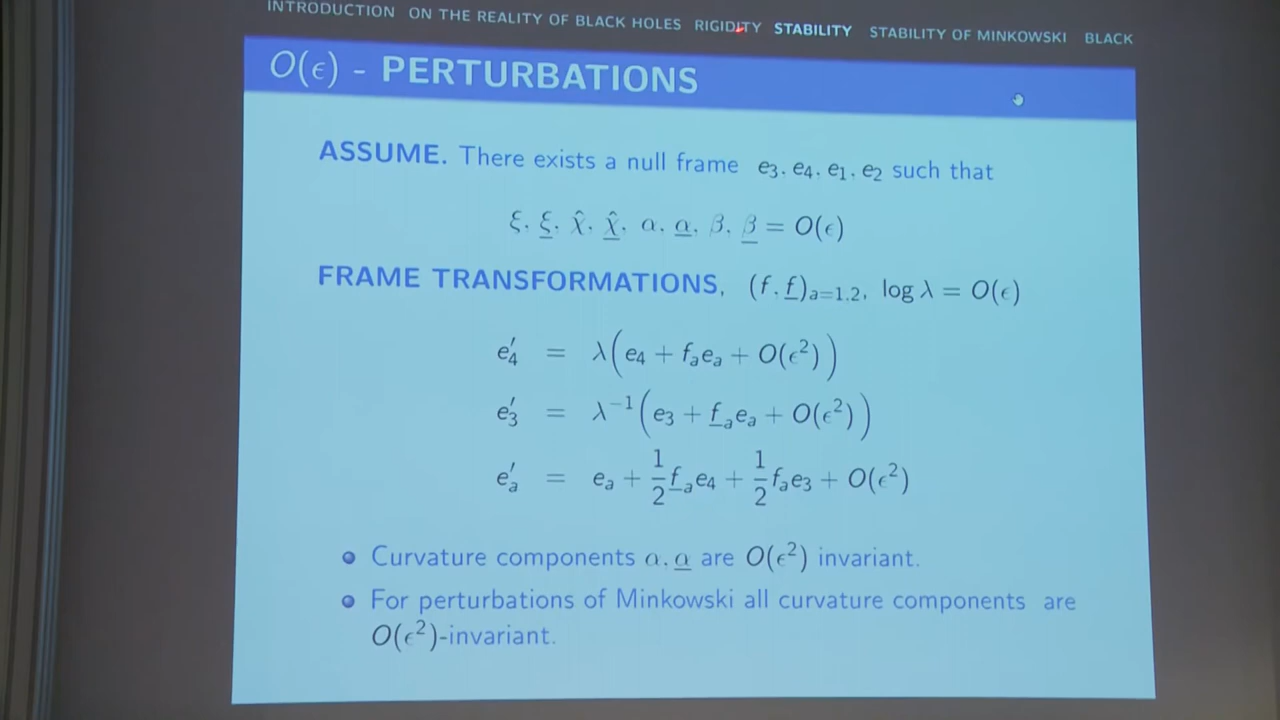 INTRODUCTION ON THE REALITY OF BLACK HOLES RIGIDITY STABILITY STABILITY OF MINKOWSKI BLACK
O(ϵ) - PERTURBATIONS
ASSUME. There exists a null frame e₃, e₄, e₁, e₂ such that
ξ, ξ̲, χ̂, χ̲̂, α, α̲, β, β̲ = O(ϵ)
FRAME TRANSFORMATIONS, (f, f̲)ₐ₌₁,₂, log λ = O(ϵ)
e₄′ = λ(e₄ + fₐeₐ + O(ϵ²))
e₃′ = λ⁻¹(e₃ + f̲ₐeₐ + O(ϵ²))
eₐ′ = eₐ + 1/2 f̲ₐe₄ + 1/2 fₐe₃ + O(ϵ²)
• Curvature components α, α̲ are O(ϵ²) invariant.
• For perturbations of Minkowski all curvature components are
O(ϵ²)-invariant.